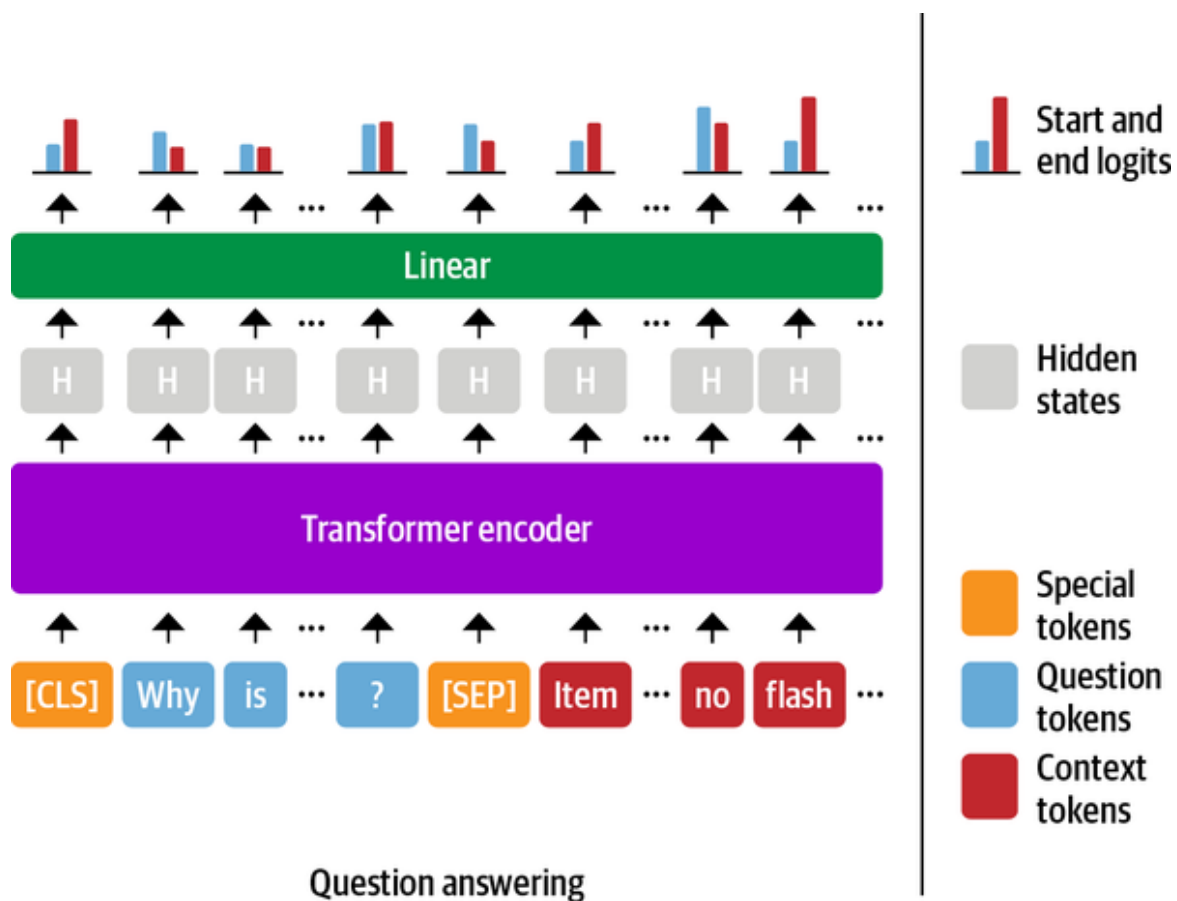 Start and
end logits
... ... ...
Linear
... ... ...
H H H H H H H H
Hidden
states
... ... ...
Transformer encoder
... ...
Special
tokens
[CLS] Why is ... ? [SEP] Item ... no flash ...
Question
tokens
Context
tokens
Question answering